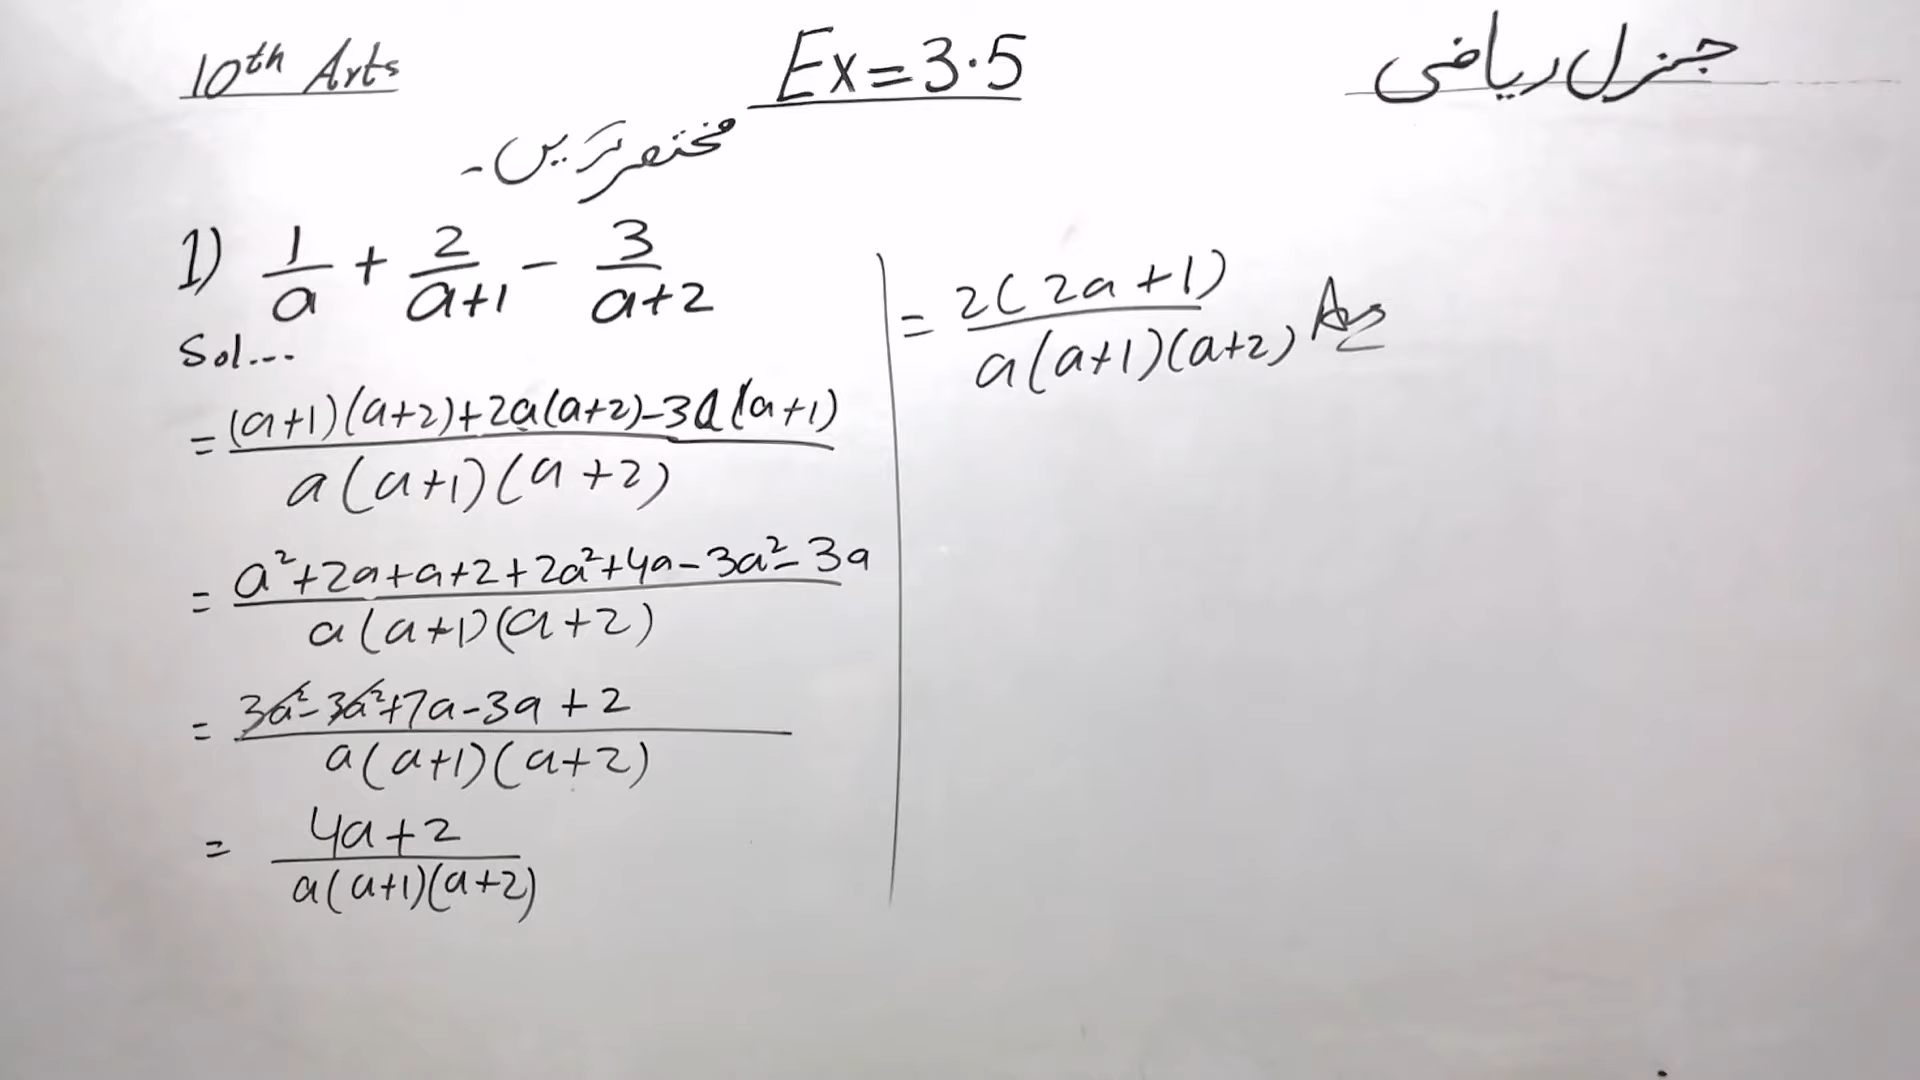 10th Arts Ex=3.5 جنرل ریاضی
مختصر کریں۔
1) 1/a + 2/a+1 - 3/a+2
Sol...
= (a+1)(a+2)+2a(a+2)-3a(a+1) / a(a+1)(a+2)
= a²+2a+a+2+2a²+4a-3a²-3a / a(a+1)(a+2)
= 3a²-3a²+7a-3a+2 / a(a+1)(a+2)
= 4a+2 / a(a+1)(a+2)
= 2(2a+1) / a(a+1)(a+2) Ans